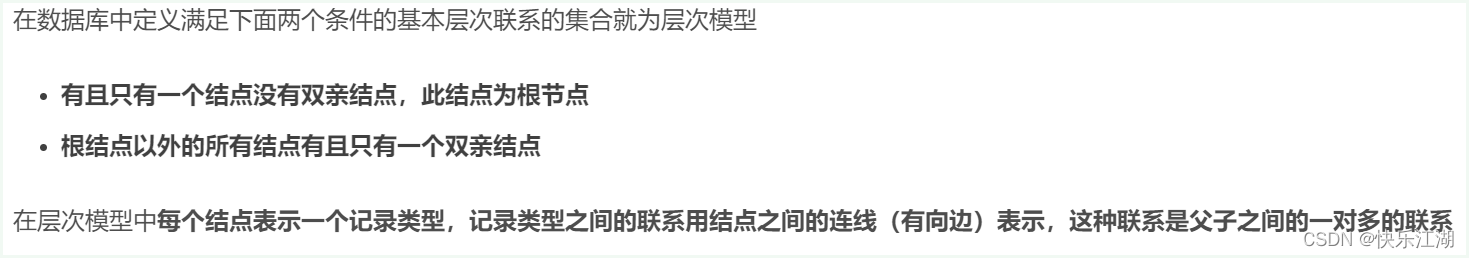 在数据库中定义满足下面两个条件的基本层次联系的集合就为层次模型
有且只有一个结点没有双亲结点，此结点为根节点
根结点以外的所有结点有且只有一个双亲结点
在层次模型中每个结点表示一个记录类型，记录类型之间的联系用结点之间的连线（有向边）表示，这种联系是父子之间的一对多的联系
CSDN @快乐江湖